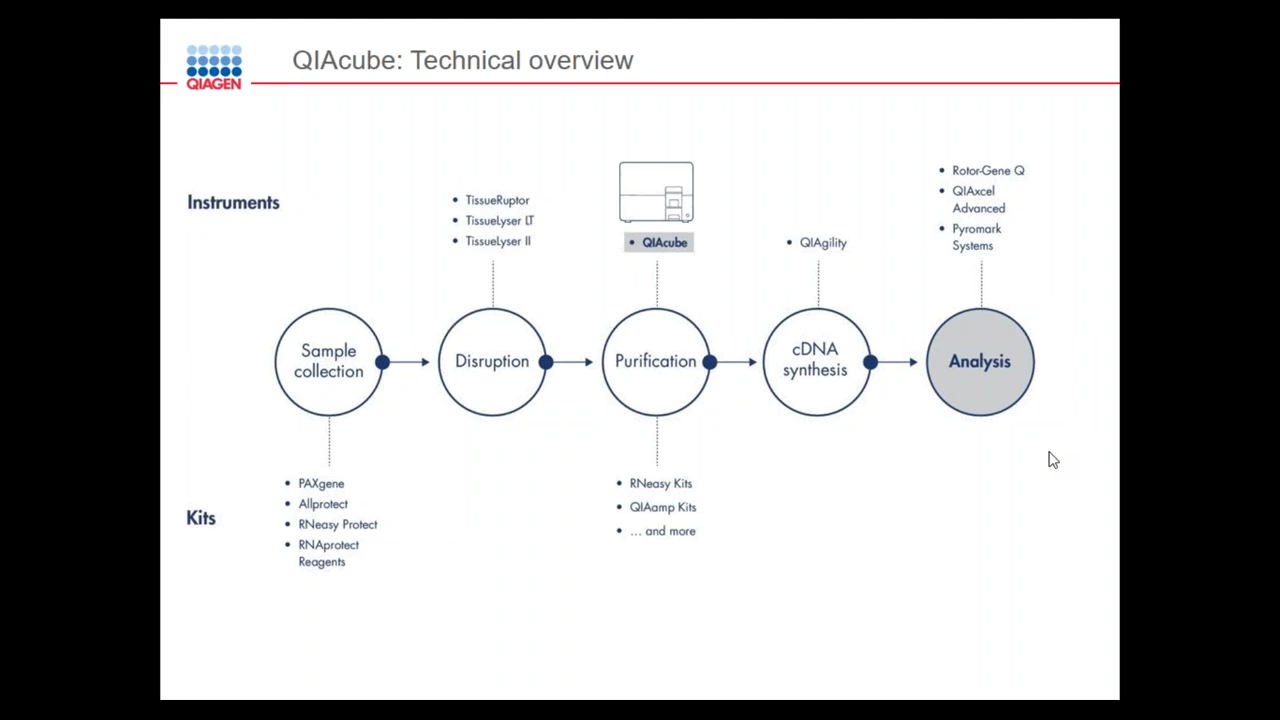 QIAGEN
QIAcube: Technical overview
Instruments
• TissueRuptor
• TissueLyser LT
• TissueLyser II
• QIAcube
• QIAgility
• Rotor-Gene Q
• QIAxcel
Advanced
• Pyromark
Systems
Sample
collection
Disruption
Purification
cDNA
synthesis
Analysis
Kits
• PAXgene
• Allprotect
• RNeasy Protect
• RNAprotect
Reagents
• RNeasy Kits
• QIAamp Kits
• ... and more